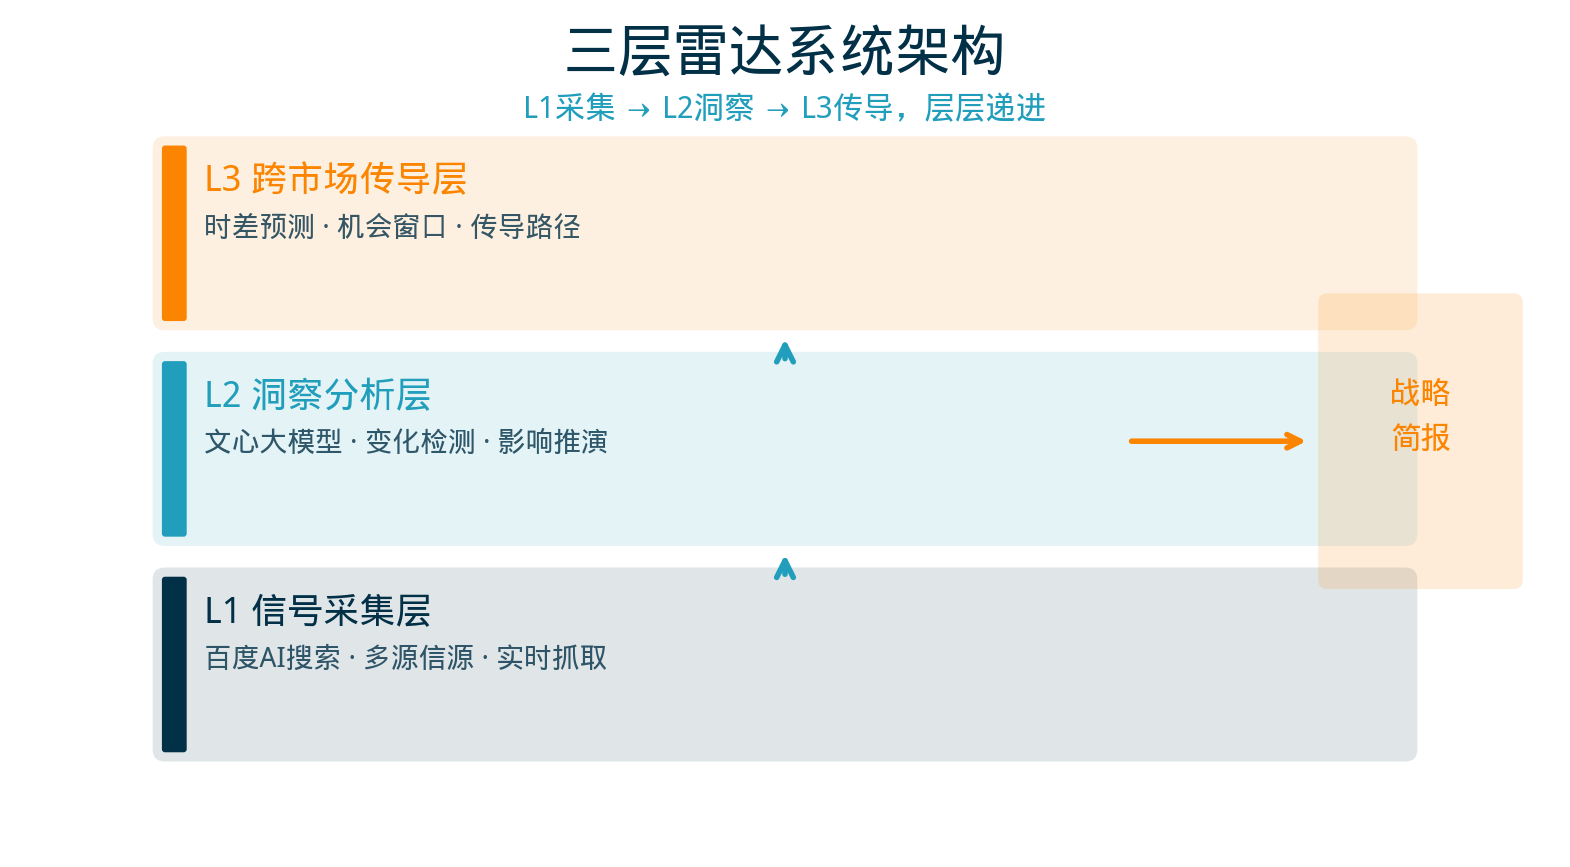 三层雷达系统架构
L1采集 → L2洞察 → L3传导，层层递进
L3 跨市场传导层
时差预测 · 机会窗口 · 传导路径
L2 洞察分析层
文心大模型 · 变化检测 · 影响推演
战略
简报
L1 信号采集层
百度AI搜索 · 多源信源 · 实时抓取